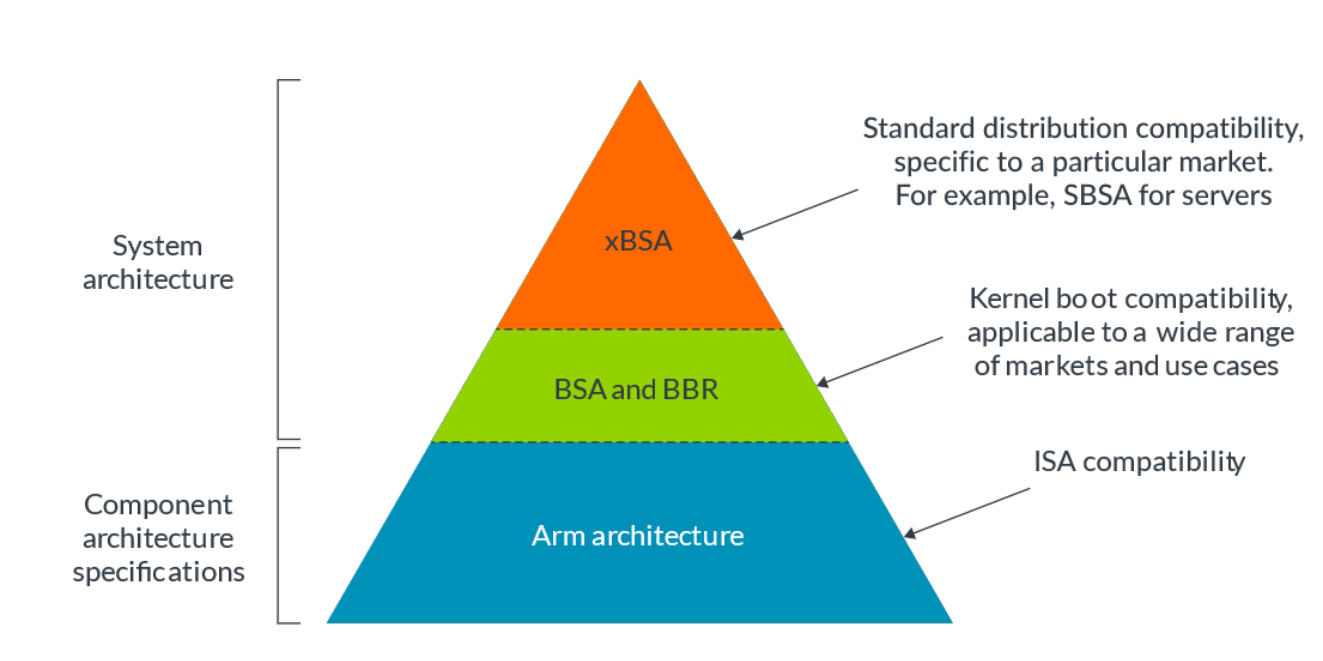 Standard distribution compatibility,
specific to a particular market.
For example, SBSA for servers
xBSA
System
architecture
Kernel boot compatibility,
applicable to a wide range
of markets and use cases
BSA and BBR
ISA compatibility
Component
architecture
specifications
Arm architecture